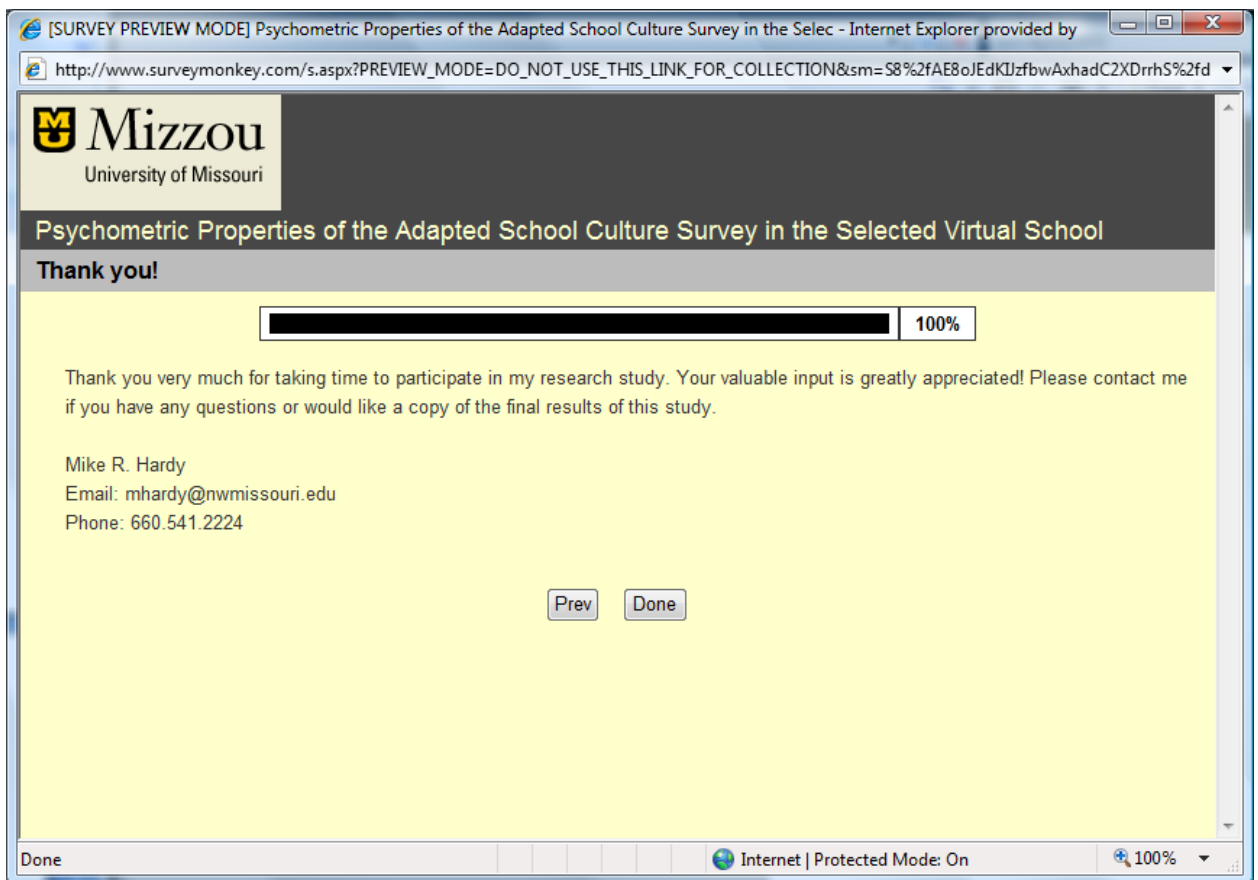 [SURVEY PREVIEW MODE] Psychometric Properties of the Adapted School Culture Survey in the Selec - Internet Explorer provided by
http://www.surveymonkey.com/s.aspx?PREVIEW_MODE=DO_NOT_USE_THIS_LINK_FOR_COLLECTION&sm=S8%2fAE8oJEdKIJzfbwAxhadC2XDrrhS%2fd
Mizzou
University of Missouri
Psychometric Properties of the Adapted School Culture Survey in the Selected Virtual School
Thank you!
100%
Thank you very much for taking time to participate in my research study. Your valuable input is greatly appreciated! Please contact me
if you have any questions or would like a copy of the final results of this study.
Mike R. Hardy
Email: mhardy@nwmissouri.edu
Phone: 660.541.2224
Prev Done
Done Internet | Protected Mode: On 100%